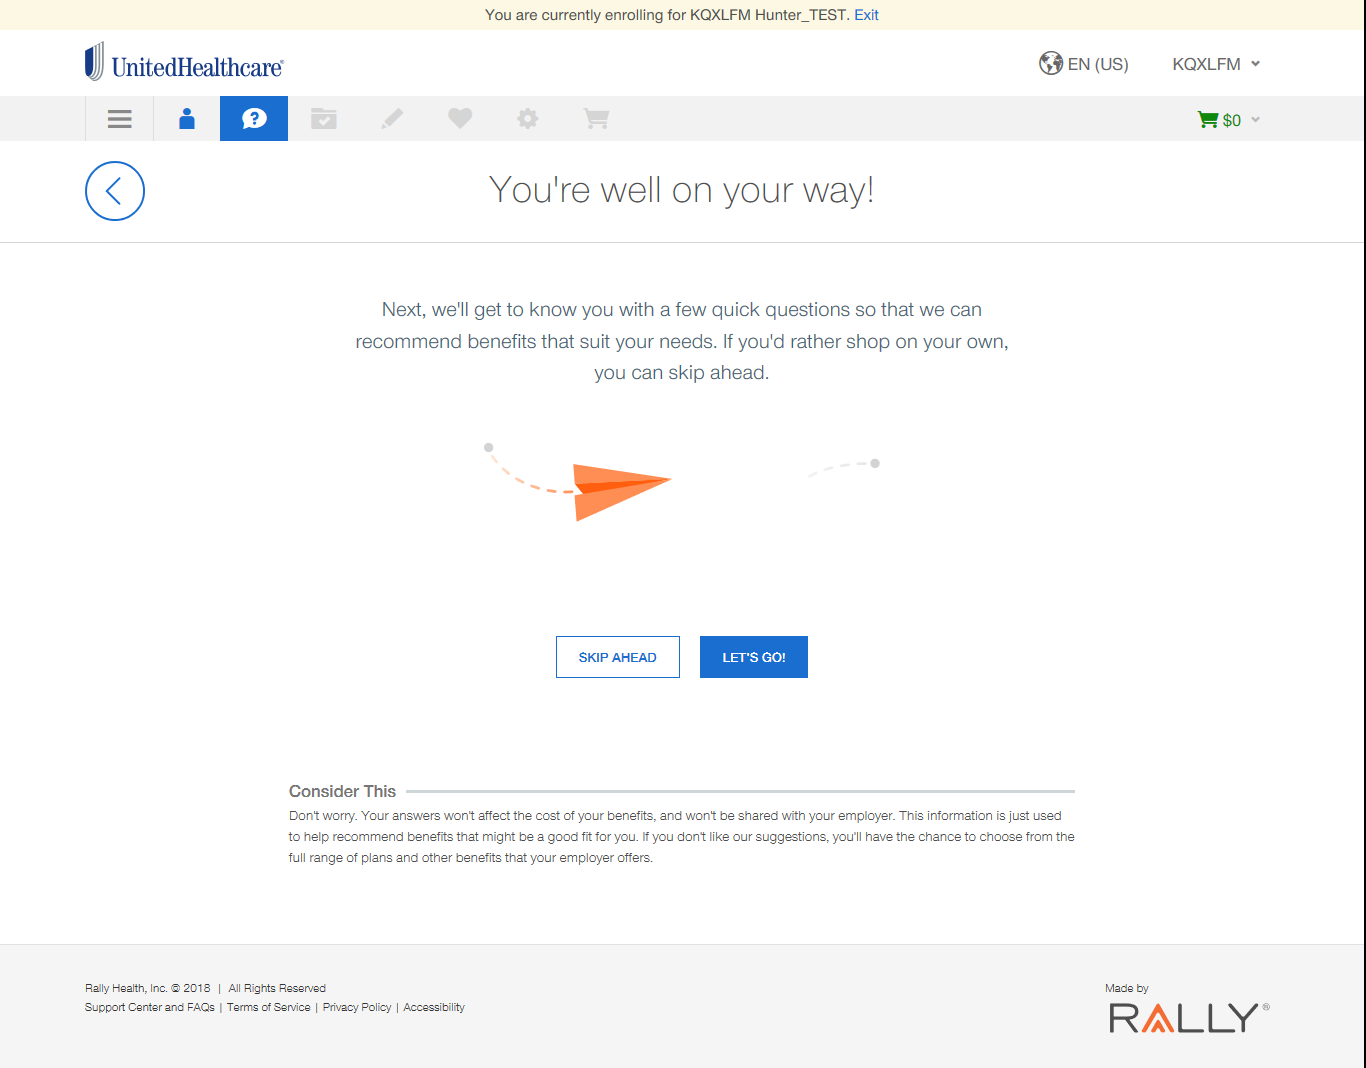 You are currently enrolling for KQXLFM Hunter_TEST. Exit
UnitedHealthcare®
EN (US)
KQXLFM
?
$0
You're well on your way!
Next, we'll get to know you with a few quick questions so that we can
recommend benefits that suit your needs. If you'd rather shop on your own,
you can skip ahead.
SKIP AHEAD
LET'S GO!
Consider This
Don't worry. Your answers won't affect the cost of your benefits, and won't be shared with your employer. This information is just used
to help recommend benefits that might be a good fit for you. If you don't like our suggestions, you'll have the chance to choose from the
full range of plans and other benefits that your employer offers.
Rally Health, Inc. © 2018 | All Rights Reserved
Support Center and FAQs | Terms of Service | Privacy Policy | Accessibility
Made by
RALLY®